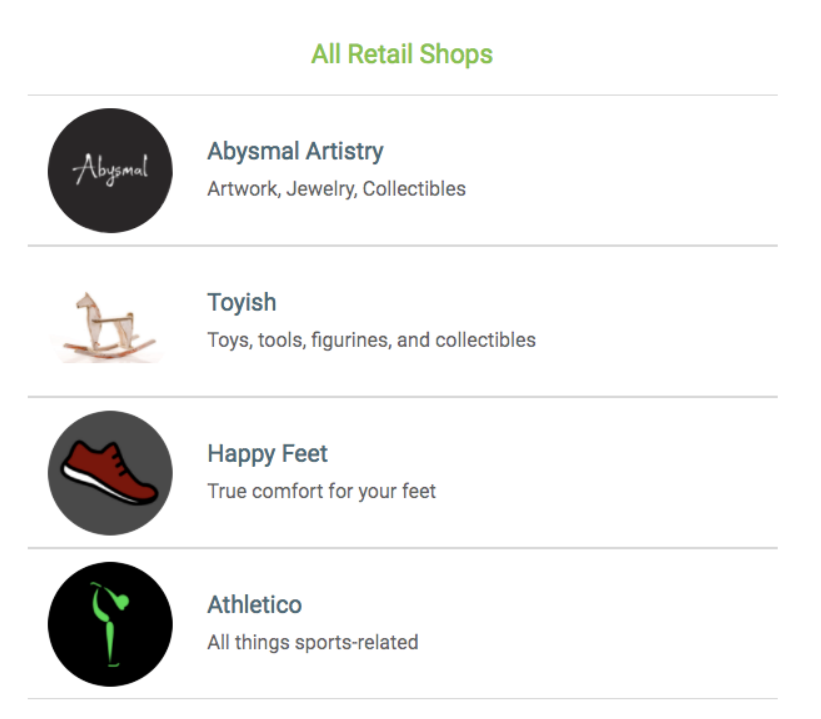 All Retail Shops
Abysmal
Abysmal Artistry
Artwork, Jewelry, Collectibles
Toyish
Toys, tools, figurines, and collectibles
Happy Feet
True comfort for your feet
Athletico
All things sports-related